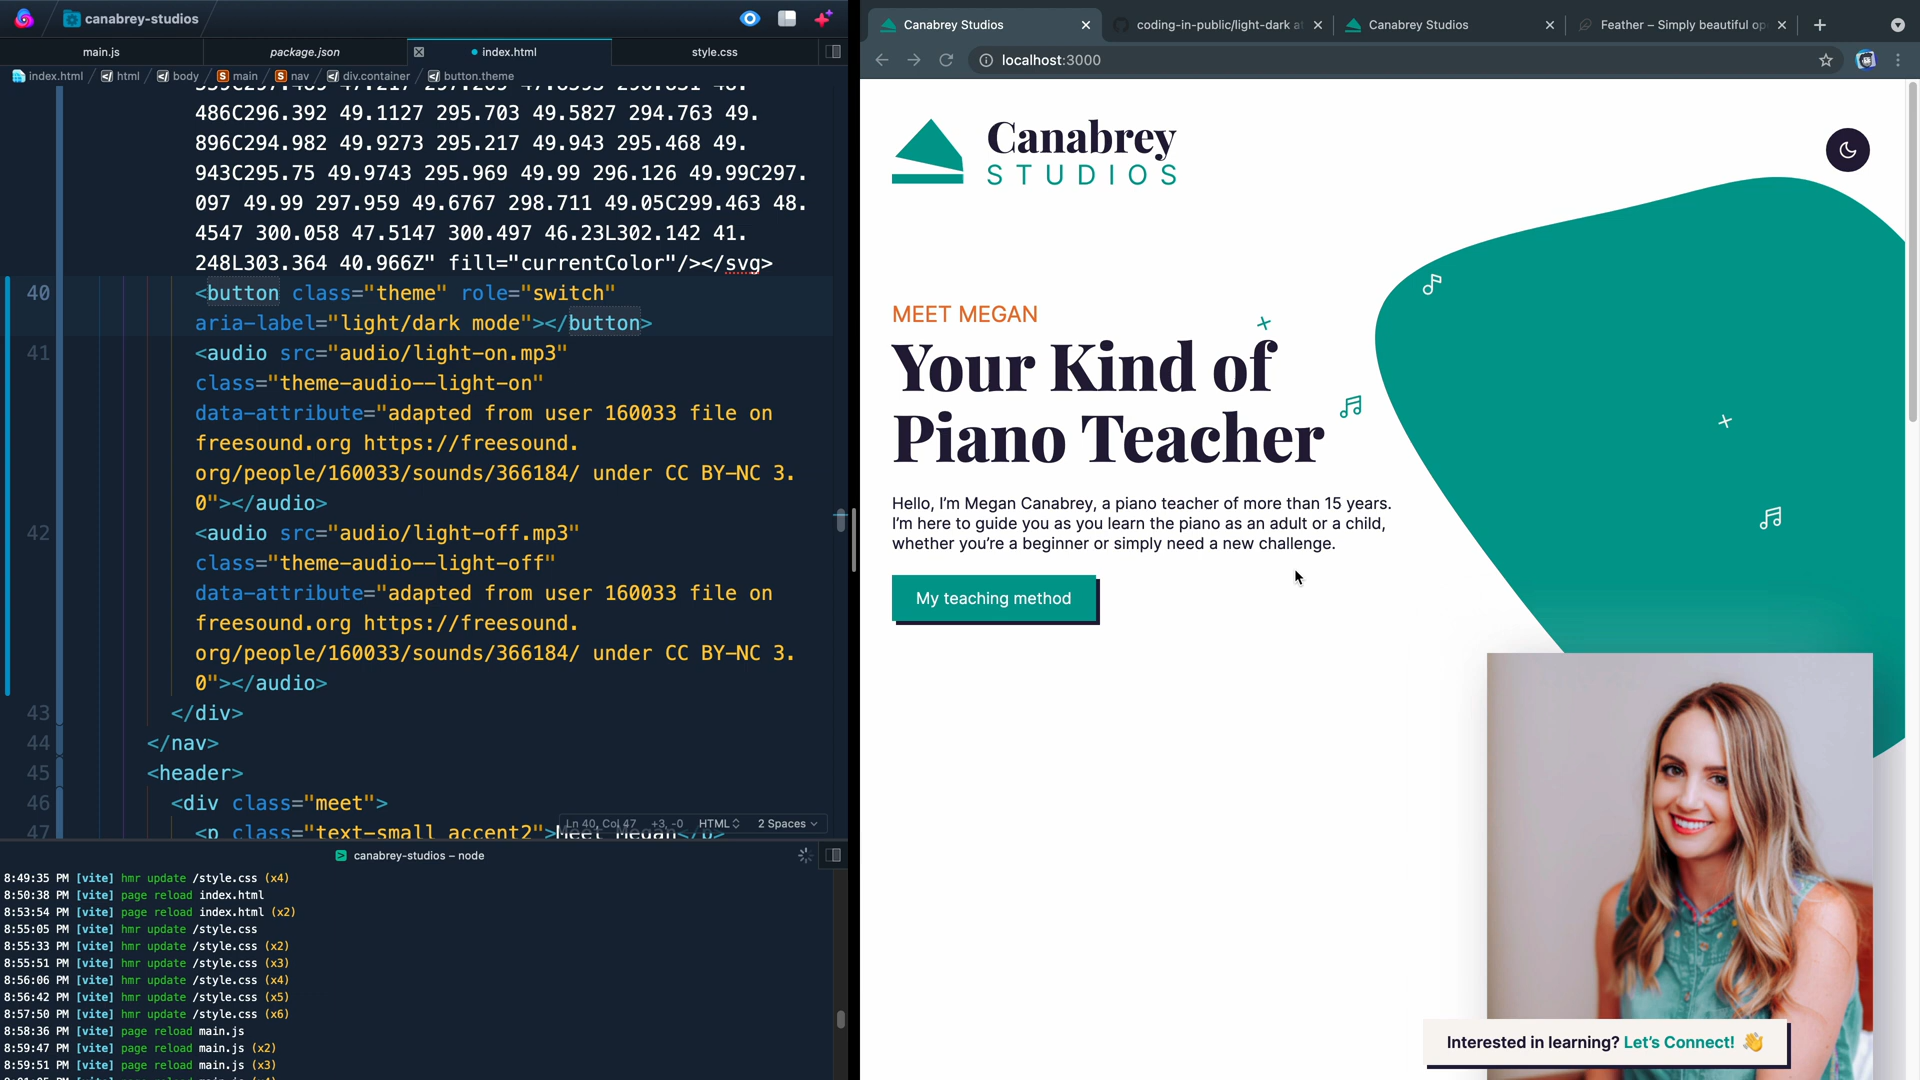 canabrey-studios
main.js
package.json
index.html
style.css
index.html
html
body
main
nav
div.container
button.theme
486C296.392 49.1127 295.703 49.5827 294.763 49.
896C294.982 49.9273 295.217 49.943 295.468 49.
943C295.75 49.9743 295.969 49.99 296.126 49.99C297.
097 49.99 297.959 49.6767 298.711 49.05C299.463 48.
4547 300.058 47.5147 300.497 46.23L302.142 41.
248L303.364 40.966Z" fill="currentColor"/></svg>
40 <button class="theme" role="switch"
aria-label="light/dark mode"></button>
41 <audio src="audio/light-on.mp3"
class="theme-audio--light-on"
data-attribute="adapted from user 160033 file on
freesound.org https://freesound.
org/people/160033/sounds/366184/ under CC BY-NC 3.
0"></audio>
42 <audio src="audio/light-off.mp3"
class="theme-audio--light-off"
data-attribute="adapted from user 160033 file on
freesound.org https://freesound.
org/people/160033/sounds/366184/ under CC BY-NC 3.
0"></audio>
43 </div>
44 </nav>
45 <header>
46 <div class="meet">
47 <p class="text-small accent2">Meet Megan</p>
Ln 40, Col 47 +3, -0 HTML 2 Spaces
canabrey-studios – node
8:49:35 PM [vite] hmr update /style.css (x4)
8:50:38 PM [vite] page reload index.html
8:53:54 PM [vite] page reload index.html (x2)
8:55:05 PM [vite] hmr update /style.css
8:55:33 PM [vite] hmr update /style.css (x2)
8:55:51 PM [vite] hmr update /style.css (x3)
8:56:06 PM [vite] hmr update /style.css (x4)
8:56:42 PM [vite] hmr update /style.css (x5)
8:57:50 PM [vite] hmr update /style.css (x6)
8:58:36 PM [vite] page reload main.js
8:59:47 PM [vite] page reload main.js (x2)
8:59:51 PM [vite] page reload main.js (x3)
Canabrey Studios
coding-in-public/light-dark at
Canabrey Studios
Feather – Simply beautiful op
localhost:3000
Canabrey
STUDIOS
MEET MEGAN
Your Kind of
Piano Teacher
Hello, I'm Megan Canabrey, a piano teacher of more than 15 years.
I'm here to guide you as you learn the piano as an adult or a child,
whether you're a beginner or simply need a new challenge.
My teaching method
Interested in learning? Let's Connect! 👋